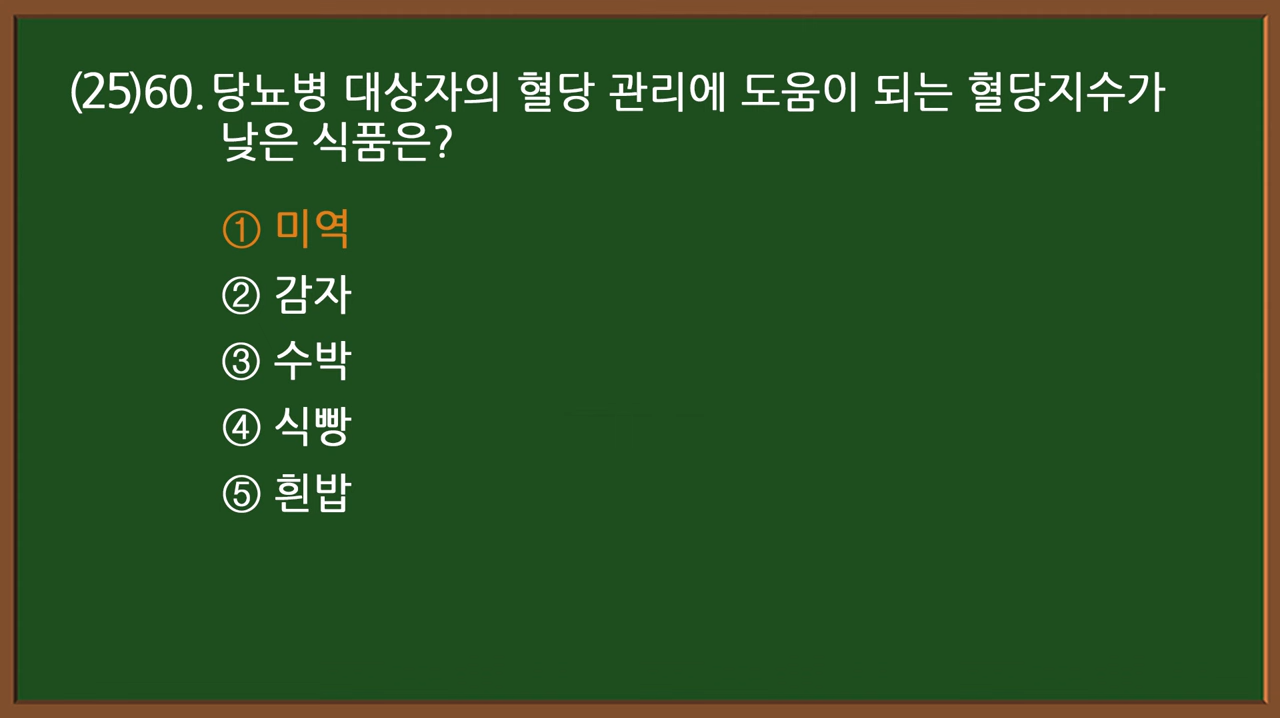 (25)60. 당뇨병 대상자의 혈당 관리에 도움이 되는 혈당지수가
낮은 식품은?
① 미역
② 감자
③ 수박
④ 식빵
⑤ 흰밥